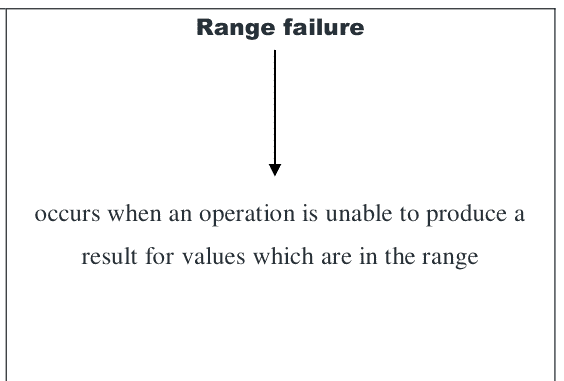 Range failure
occurs when an operation is unable to produce a
result for values which are in the range